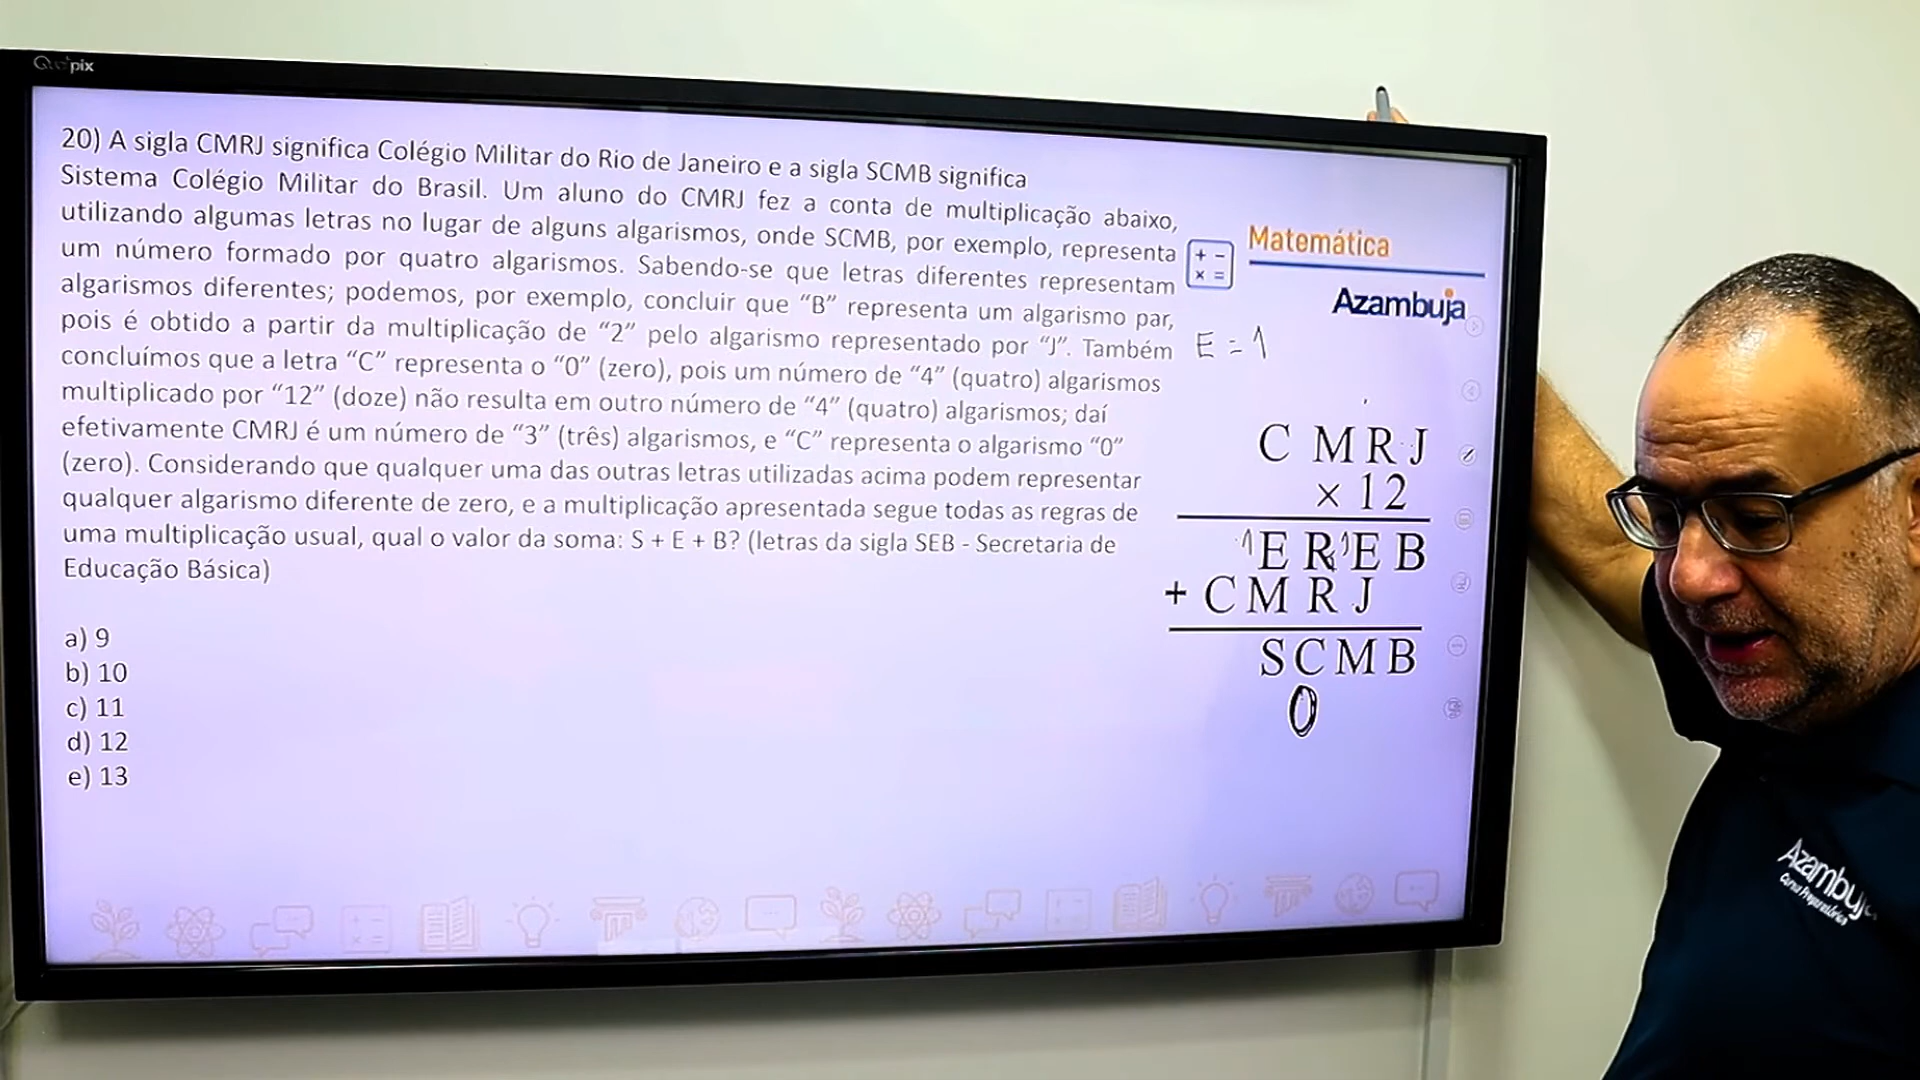 20) A sigla CMRJ significa Colégio Militar do Rio de Janeiro e a sigla SCMB significa
Sistema Colégio Militar do Brasil. Um aluno do CMRJ fez a conta de multiplicação abaixo,
utilizando algumas letras no lugar de alguns algarismos, onde SCMB, por exemplo, representa
um número formado por quatro algarismos. Sabendo-se que letras diferentes representam
algarismos diferentes; podemos, por exemplo, concluir que “B” representa um algarismo par,
pois é obtido a partir da multiplicação de “2” pelo algarismo representado por “J”. Também
concluímos que a letra “C” representa o “0” (zero), pois um número de “4” (quatro) algarismos
multiplicado por “12” (doze) não resulta em outro número de “4” (quatro) algarismos; daí
efetivamente CMRJ é um número de “3” (três) algarismos, e “C” representa o algarismo “0”
(zero). Considerando que qualquer uma das outras letras utilizadas acima podem representar
qualquer algarismo diferente de zero, e a multiplicação apresentada segue todas as regras de
uma multiplicação usual, qual o valor da soma: S + E + B? (letras da sigla SEB - Secretaria de
Educação Básica)
a) 9
b) 10
c) 11
d) 12
e) 13
+ -
× =
Matemática
Azambuja
E = 1
C M R J
× 12
1 E R 1 E B
+ C M R J
S C M B
0
Azambuja
Curso Preparatório